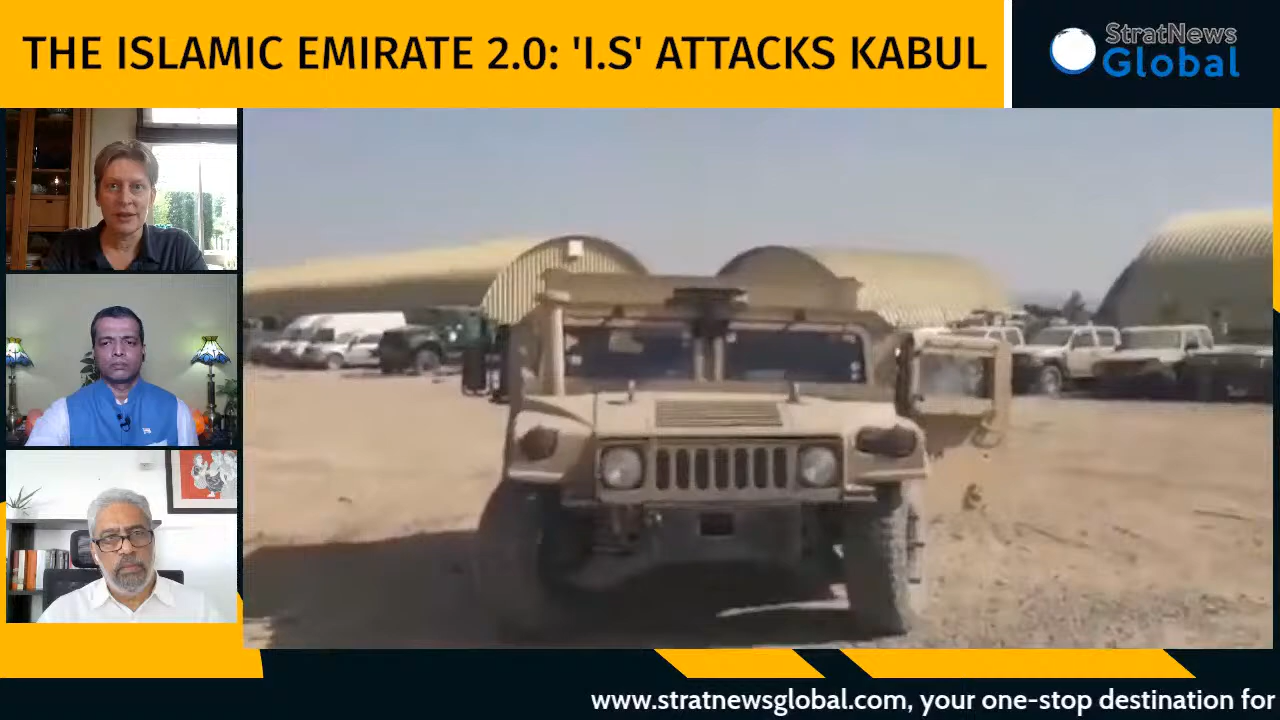 THE ISLAMIC EMIRATE 2.0: 'I.S' ATTACKS KABUL
StratNews
Global
www.stratnewsglobal.com, your one-stop destination for